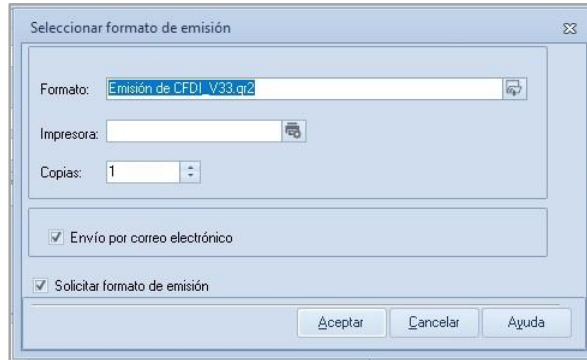 Seleccionar formato de emisión
Formato: Emisión de CFDI_V33.qr2
Impresora:
Copias: 1
Envío por correo electrónico
Solicitar formato de emisión
Aceptar Cancelar Ayuda